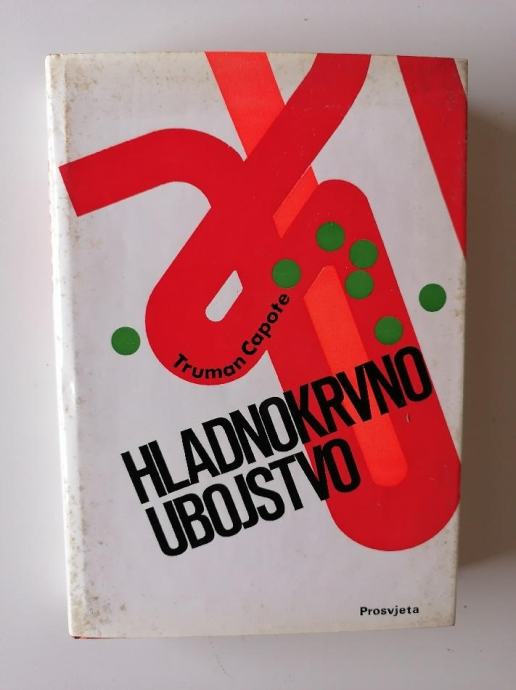 Truman Capote
HLADNOKRVNO
UBOJSTVO
Prosvjeta